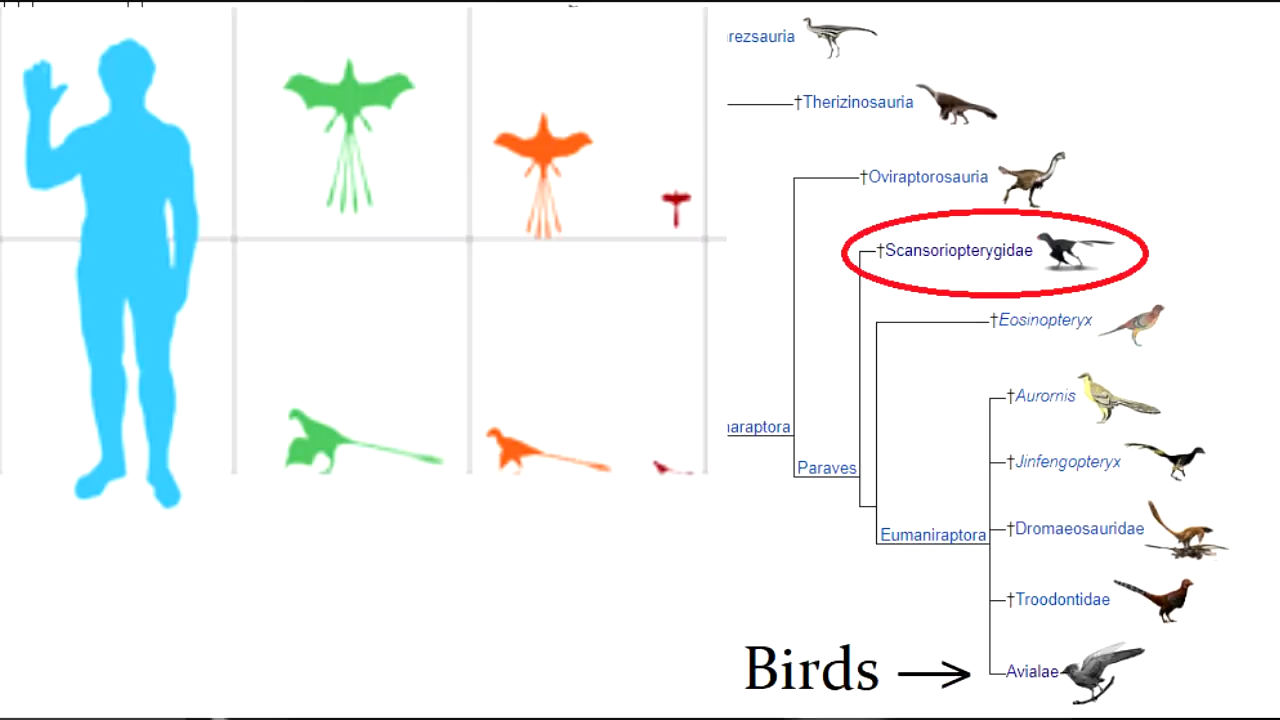 rezsauria
†Therizinosauria
†Oviraptorosauria
†Scansoriopterygidae
†Eosinopteryx
†Aurornis
araptora
†Jinfengopteryx
Paraves
†Dromaeosauridae
Eumaniraptora
†Troodontidae
Birds →
Avialae